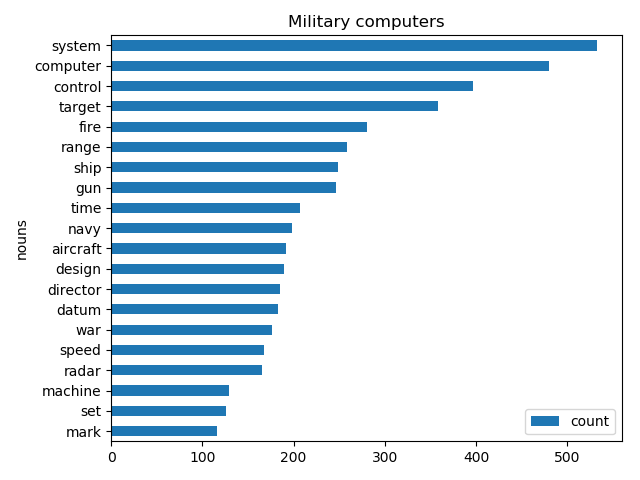 Military computers
system
computer
control
target
fire
range
ship
gun
time
navy
aircraft
design
director
datum
war
speed
radar
machine
set
mark
nouns
count
0 100 200 300 400 500